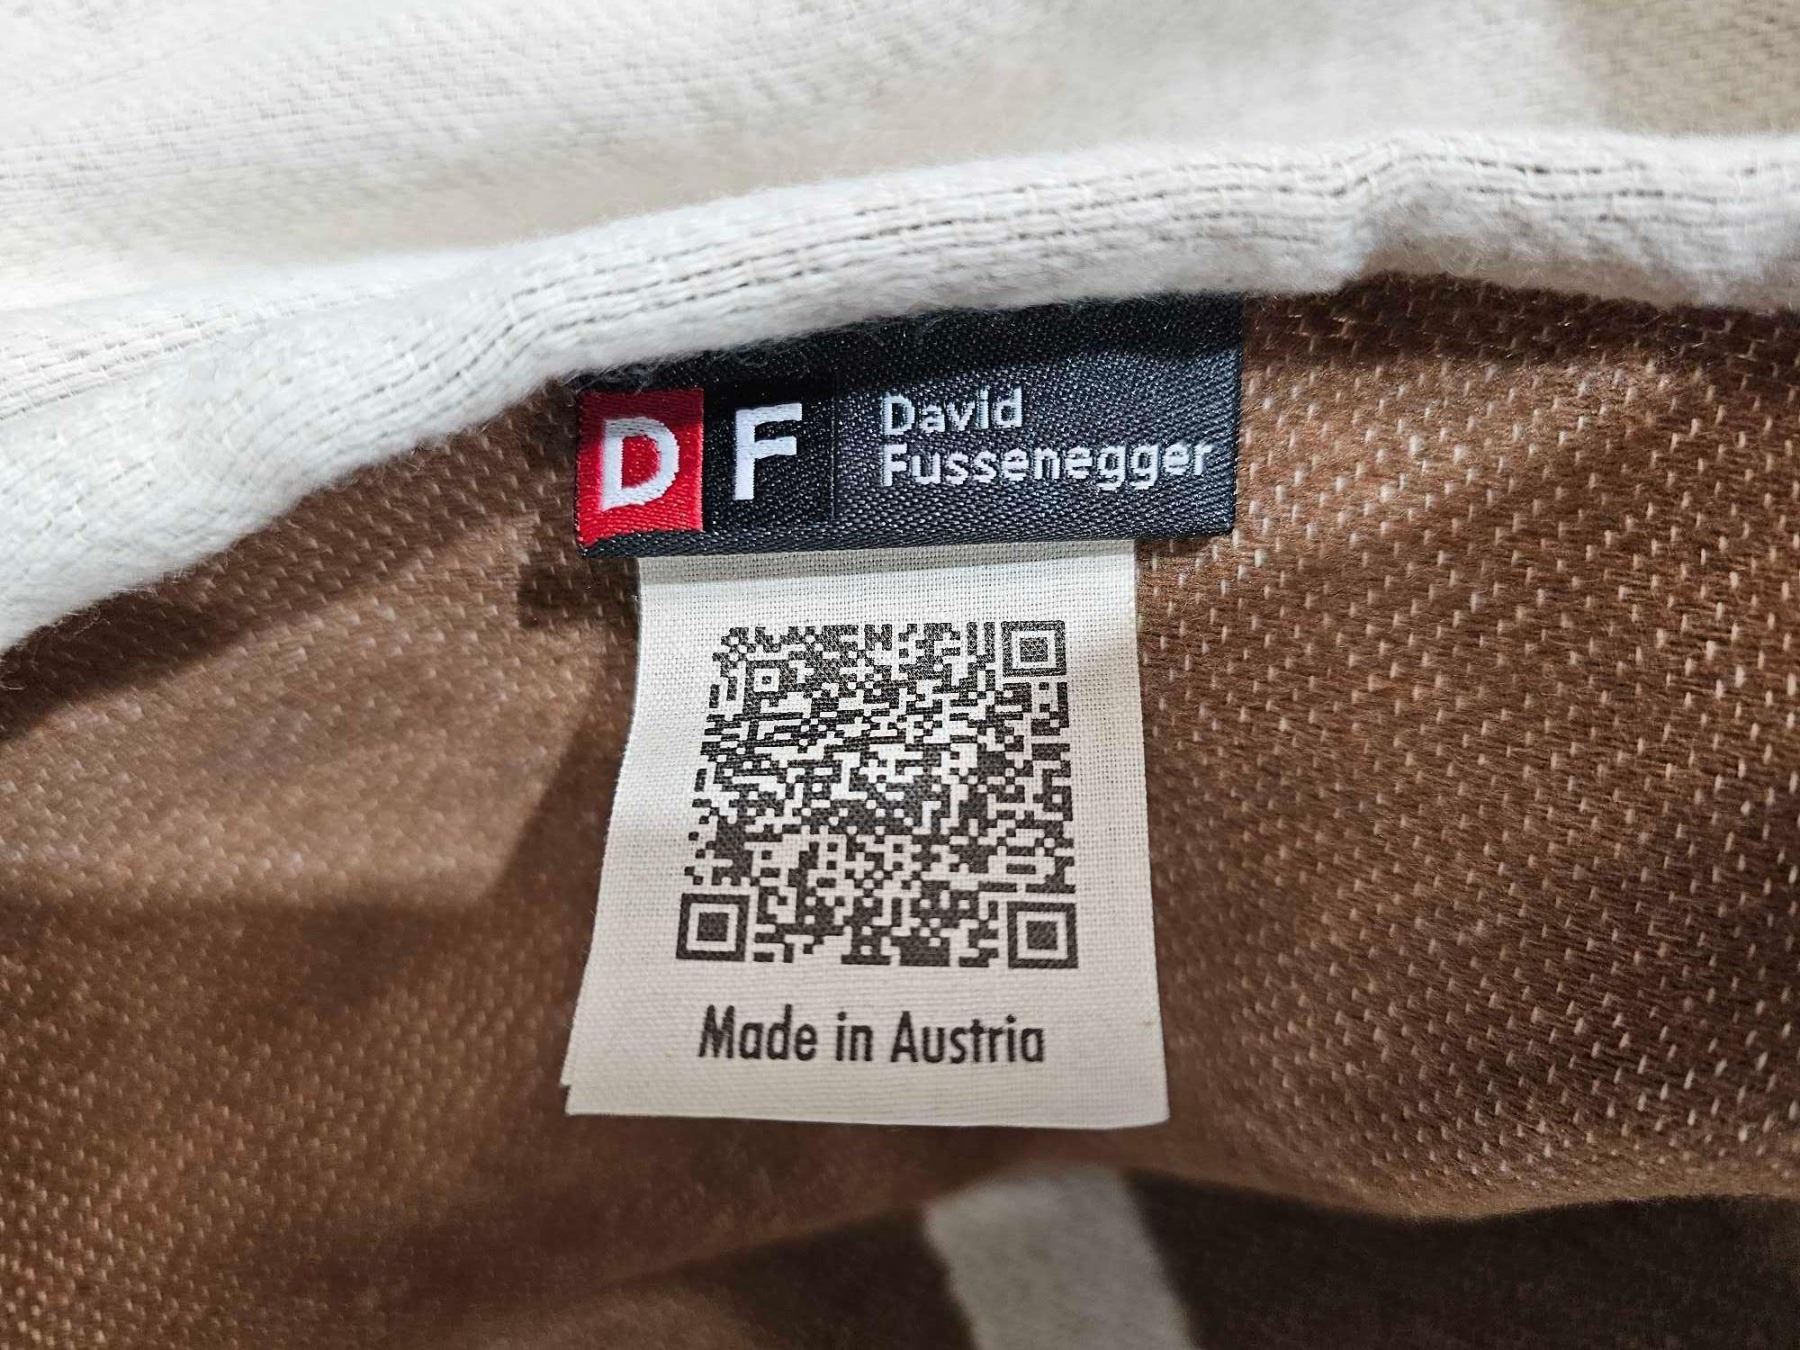 DF
David
Fussenegger
Made in Austria